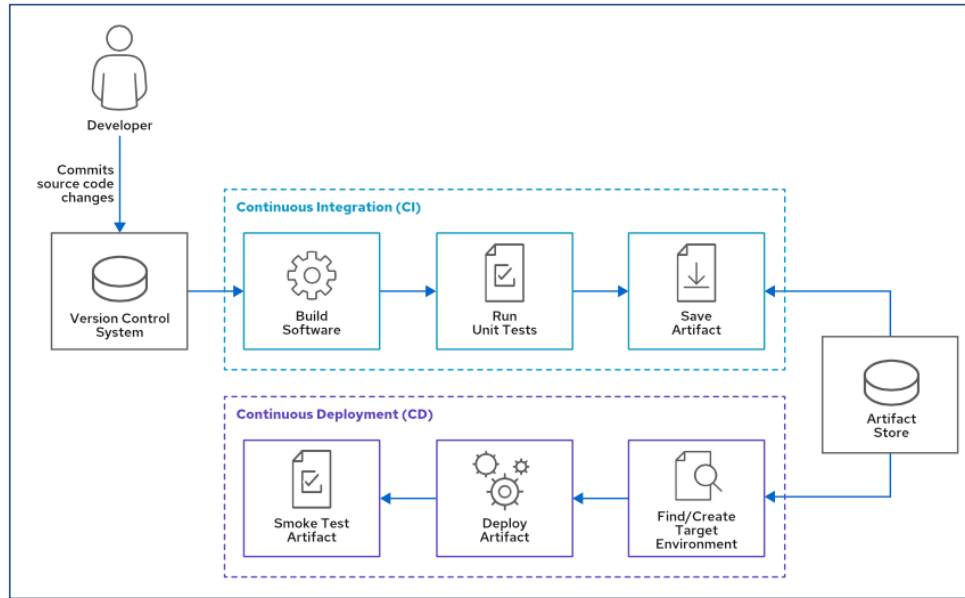 Developer
Commits
source code
changes
Continuous Integration (CI)
Version Control
System
Build
Software
Run
Unit Tests
Save
Artifact
Artifact
Store
Continuous Deployment (CD)
Smoke Test
Artifact
Deploy
Artifact
Find/Create
Target
Environment